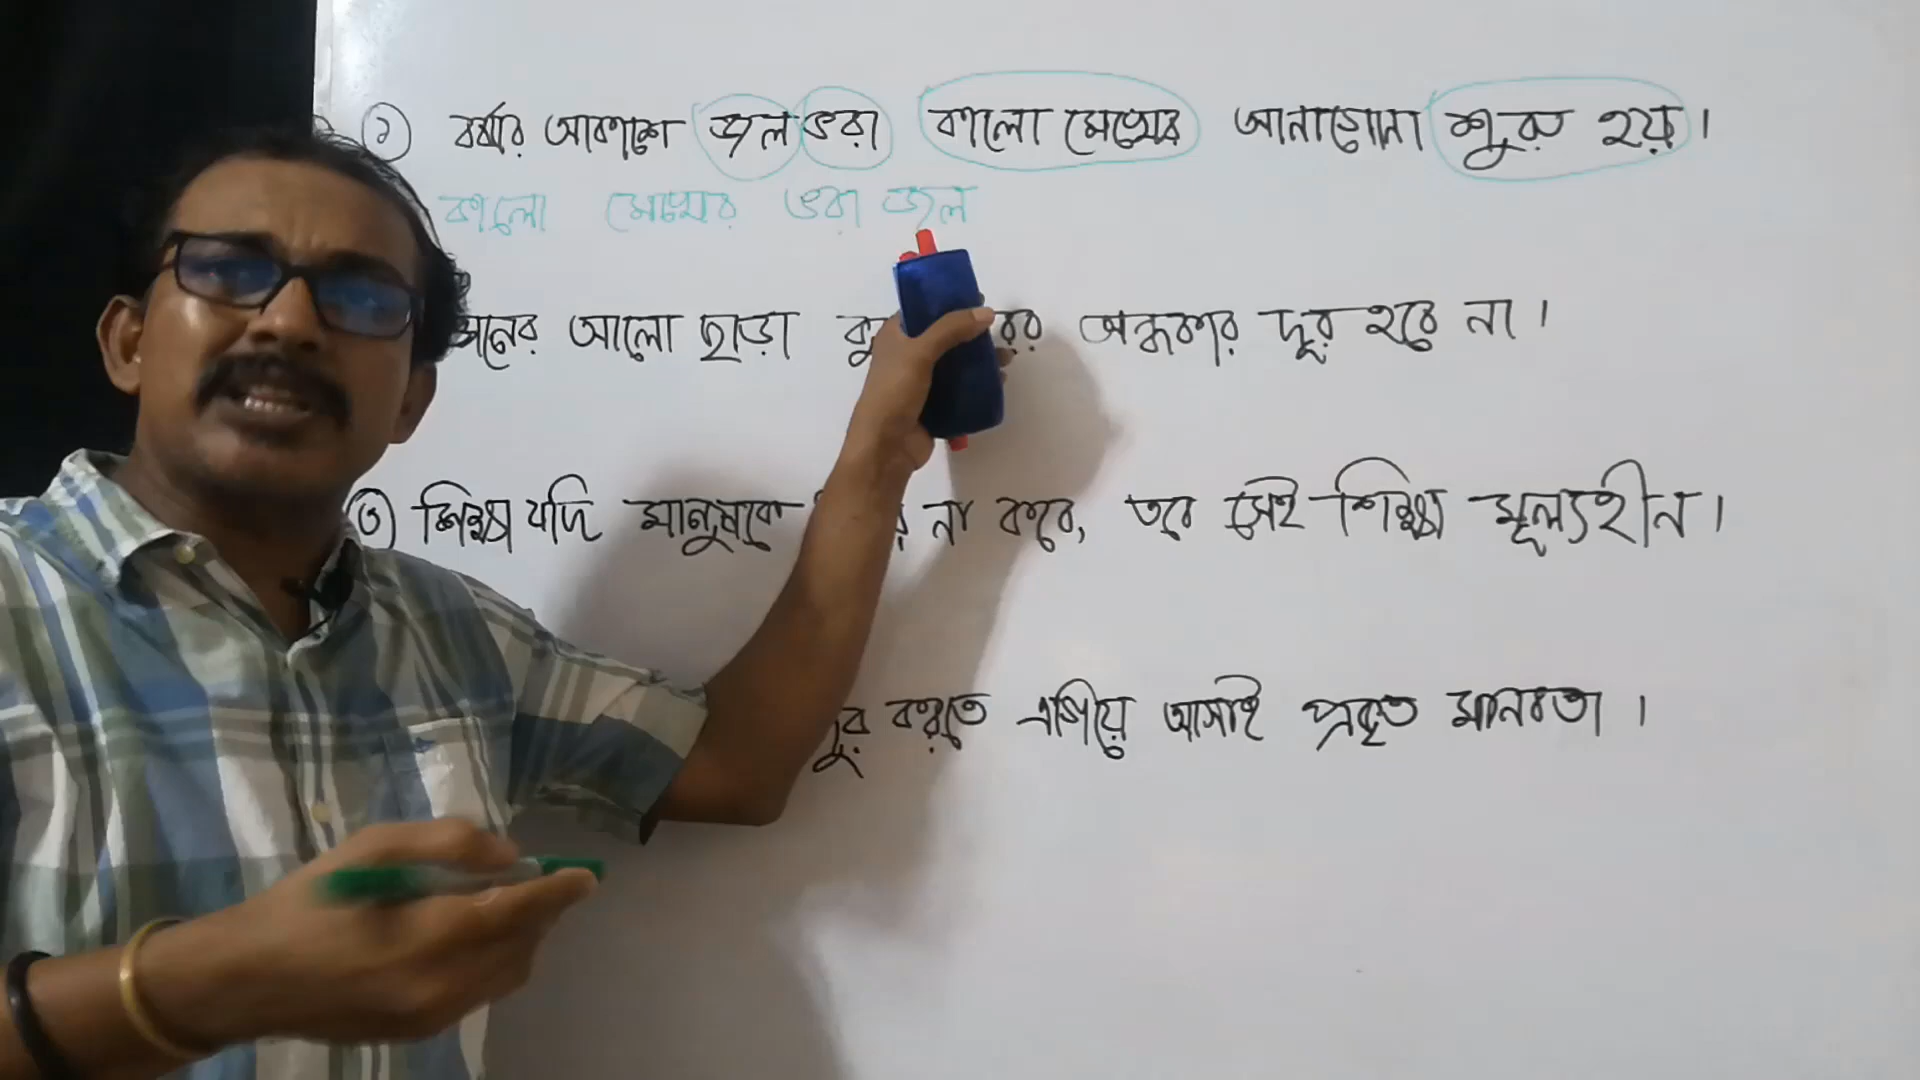 ১ বর্ষার আকাশে জল ভরা কালো মেঘের আনাগোনা শুরু হয়।
কালো মেঘের ভরা জল
আলো ছাড়া অন্ধকার দূর হবে না।
৩ শিক্ষা যদি মানুষকে না করে, তবে সেই শিক্ষা মূল্যহীন।
দূর করতে এগিয়ে আসাই প্রকৃত মানবতা।